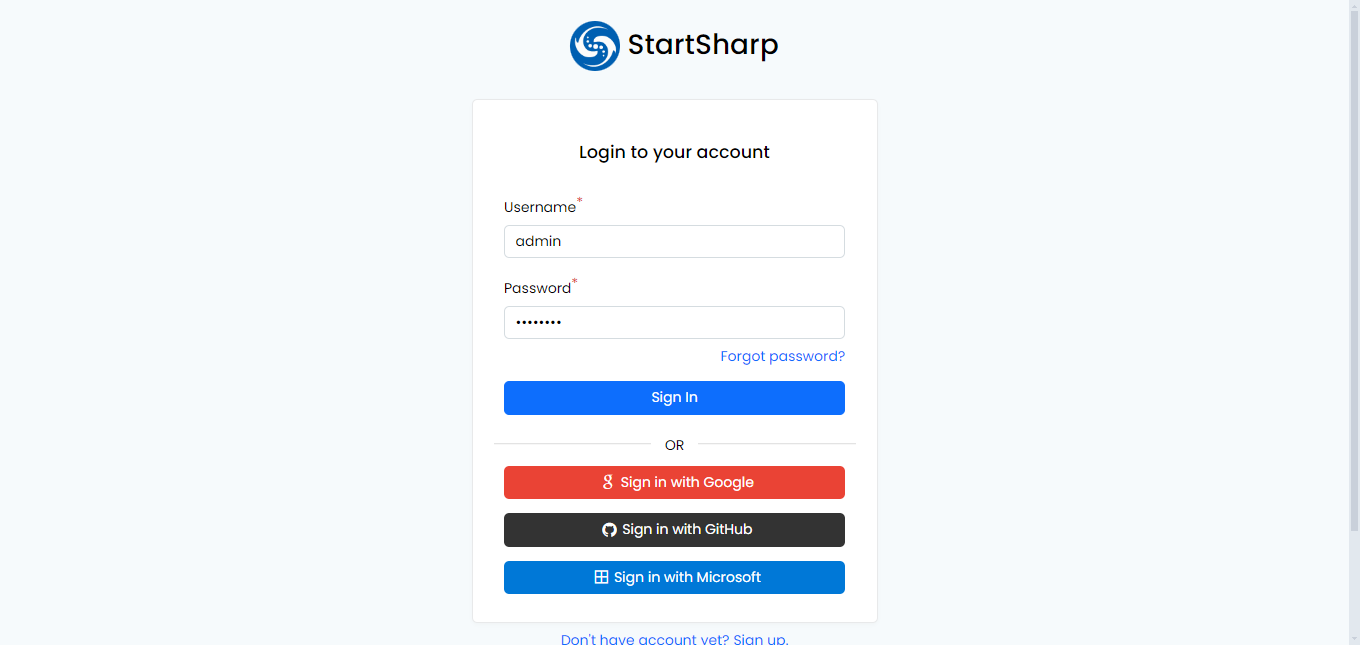 StartSharp
Login to your account
Username*
admin
Password*
••••••••
Forgot password?
Sign In
OR
Sign in with Google
Sign in with GitHub
Sign in with Microsoft
Don't have account yet? Sign up.